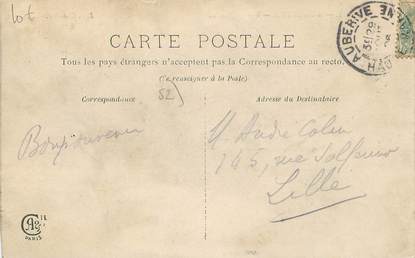 lot
CARTE POSTALE
Tous les pays étrangers n'acceptent pas la Correspondance au recto.
(Se renseigner à la Poste)
Correspondance
Adresse du Destinataire
52
AUBERIVE
M. André Colin
145, rue Solférino
Lille
PARIS